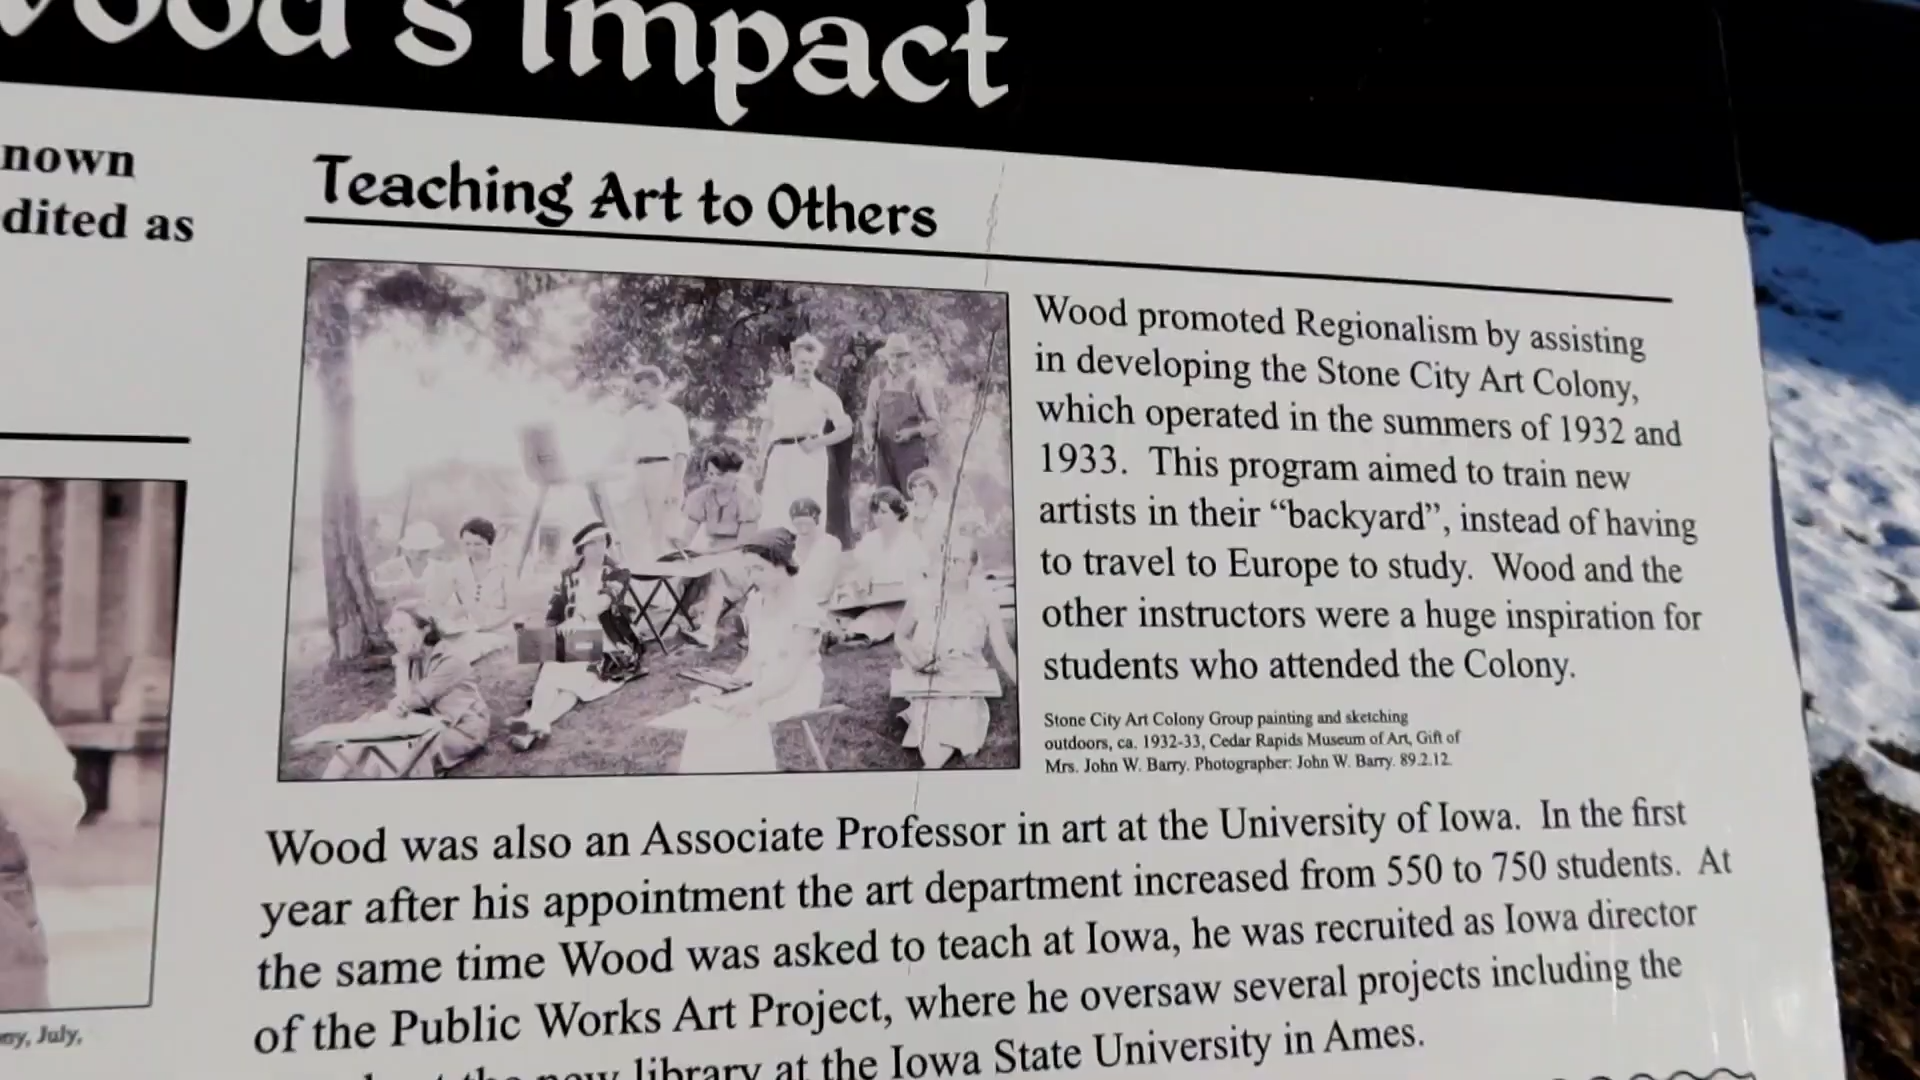 Wood's Impact
nown
dited as
Teaching Art to Others
Wood promoted Regionalism by assisting
in developing the Stone City Art Colony,
which operated in the summers of 1932 and
1933. This program aimed to train new
artists in their “backyard”, instead of having
to travel to Europe to study. Wood and the
other instructors were a huge inspiration for
students who attended the Colony.
Stone City Art Colony Group painting and sketching
outdoors, ca. 1932-33, Cedar Rapids Museum of Art, Gift of
Mrs. John W. Barry. Photographer: John W. Barry. 89.2.12.
Wood was also an Associate Professor in art at the University of Iowa. In the first
year after his appointment the art department increased from 550 to 750 students. At
the same time Wood was asked to teach at Iowa, he was recruited as Iowa director
of the Public Works Art Project, where he oversaw several projects including the
the new library at the Iowa State University in Ames.
ny, July,